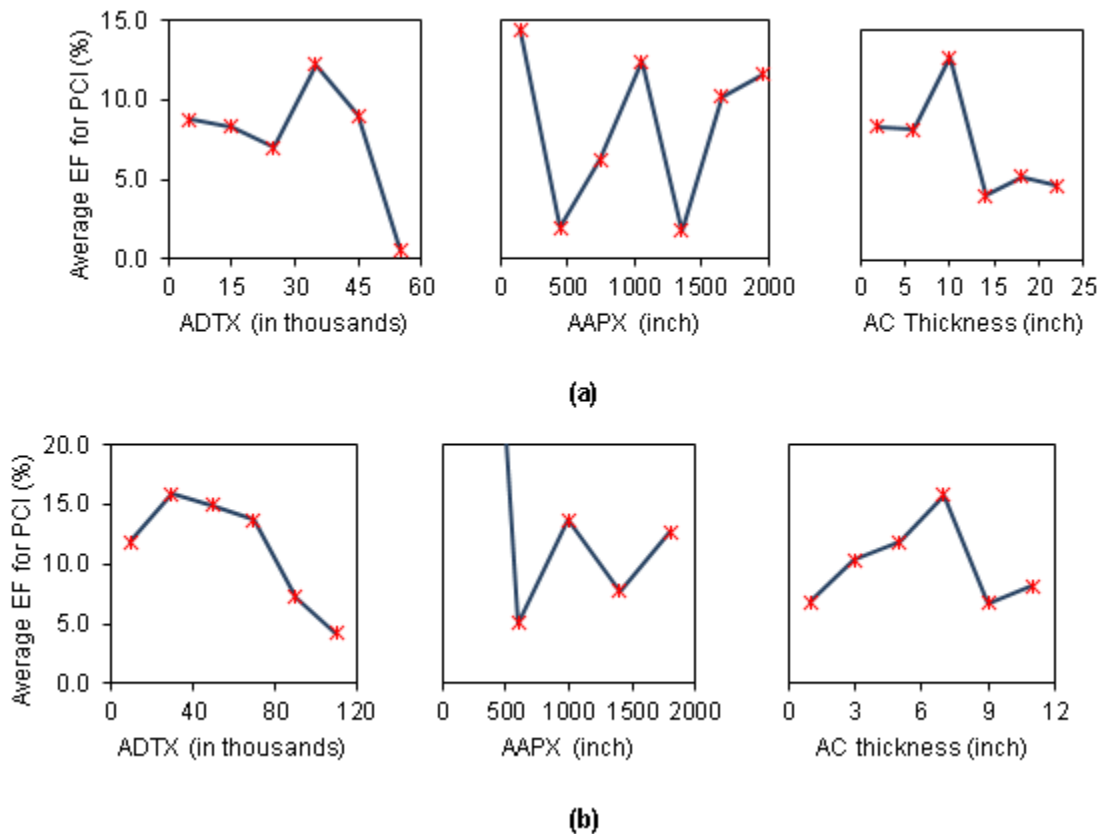 Average EF for PCI (%)
15.0
10.0
5.0
0.0
0 15 30 45 60
ADTX (in thousands)
0 500 1000 1500 2000
AAPX (inch)
0 5 10 15 20 25
AC Thickness (inch)
(a)
Average EF for PCI (%)
20.0
15.0
10.0
5.0
0.0
0 40 80 120
ADTX (in thousands)
0 500 1000 1500 2000
AAPX (inch)
0 3 6 9 12
AC thickness (inch)
(b)